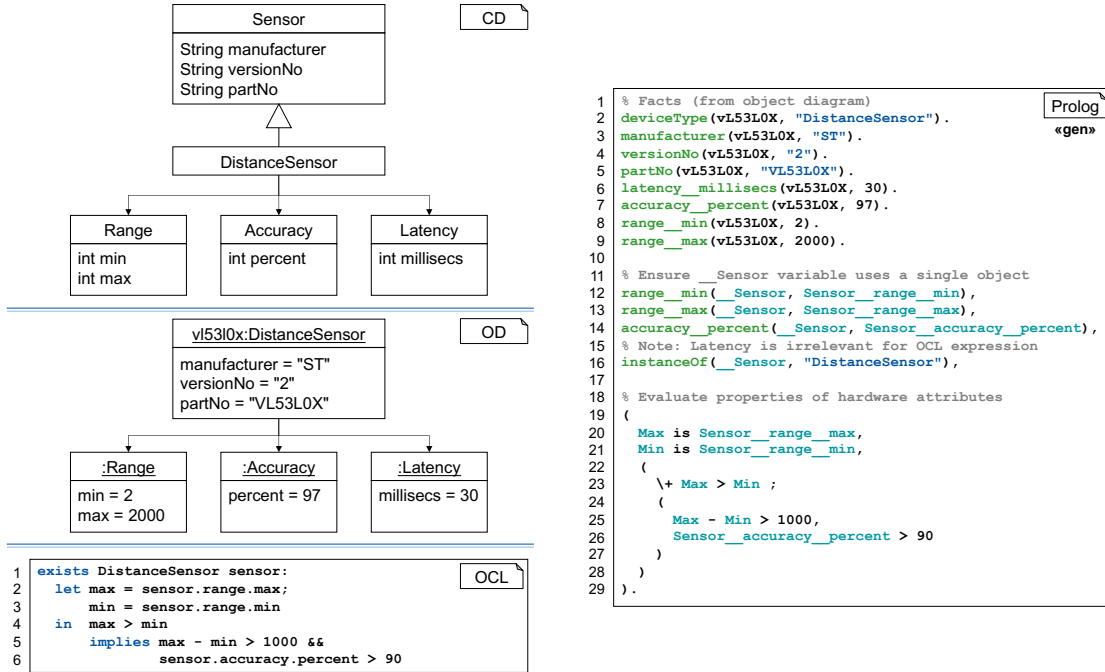 Sensor
CD
String manufacturer
String versionNo
String partNo
DistanceSensor
Range
int min
int max
Accuracy
int percent
Latency
int millisecs
vl53l0x:DistanceSensor
OD
manufacturer = "ST"
versionNo = "2"
partNo = "VL53L0X"
:Range
min = 2
max = 2000
:Accuracy
percent = 97
:Latency
millisecs = 30
OCL
1 exists DistanceSensor sensor:
2 let max = sensor.range.max;
3 min = sensor.range.min
4 in max > min
5 implies max - min > 1000 &&
6 sensor.accuracy.percent > 90
Prolog
«gen»
1 % Facts (from object diagram)
2 deviceType(vL53L0X, "DistanceSensor").
3 manufacturer(vL53L0X, "ST").
4 versionNo(vL53L0X, "2").
5 partNo(vL53L0X, "VL53L0X").
6 latency__millisecs(vL53L0X, 30).
7 accuracy__percent(vL53L0X, 97).
8 range__min(vL53L0X, 2).
9 range__max(vL53L0X, 2000).
10
11 % Ensure __Sensor variable uses a single object
12 range__min(__Sensor, Sensor__range__min),
13 range__max(__Sensor, Sensor__range__max),
14 accuracy__percent(__Sensor, Sensor__accuracy__percent),
15 % Note: Latency is irrelevant for OCL expression
16 instanceOf(__Sensor, "DistanceSensor"),
17
18 % Evaluate properties of hardware attributes
19 (
20 Max is Sensor__range__max,
21 Min is Sensor__range__min,
22 (
23 \+ Max > Min ;
24 (
25 Max - Min > 1000,
26 Sensor__accuracy__percent > 90
27 )
28 )
29 ).